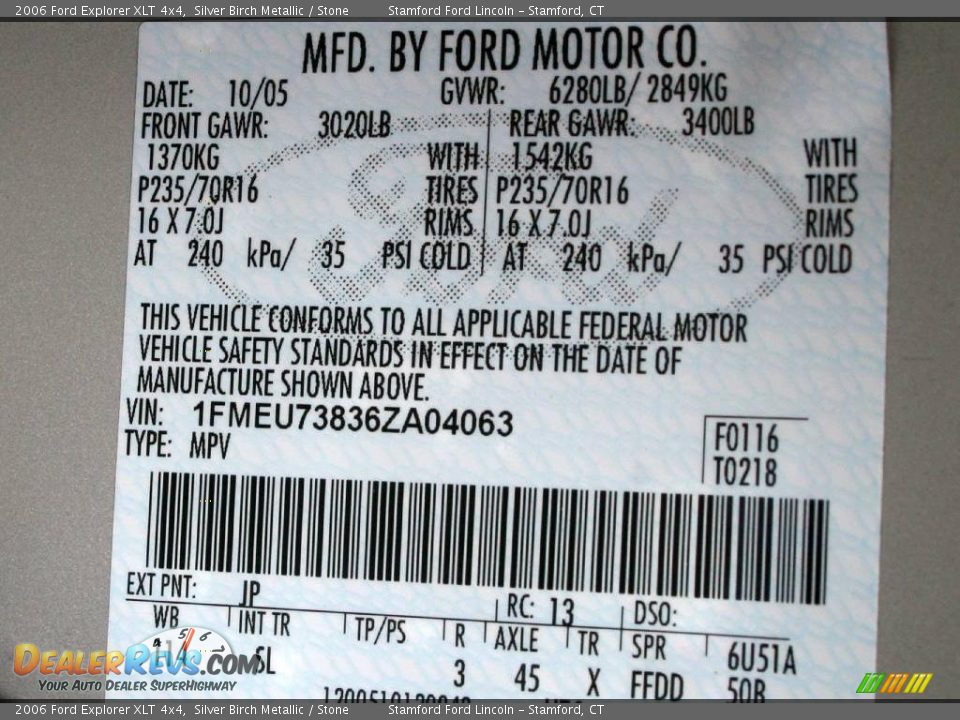 2006 Ford Explorer XLT 4x4, Silver Birch Metallic / Stone Stamford Ford Lincoln – Stamford, CT
MFD. BY FORD MOTOR CO.
DATE: 10/05 GVWR: 6280LB/ 2849KG
FRONT GAWR: 3020LB REAR GAWR: 3400LB
1370KG WITH 1542KG WITH
P235/70R16 TIRES P235/70R16 TIRES
16 X 7.0J RIMS 16 X 7.0J RIMS
AT 240 kPa/ 35 PSI COLD AT 240 kPa/ 35 PSI COLD
Ford
THIS VEHICLE CONFORMS TO ALL APPLICABLE FEDERAL MOTOR
VEHICLE SAFETY STANDARDS IN EFFECT ON THE DATE OF
MANUFACTURE SHOWN ABOVE.
VIN: 1FMEU73836ZA04063
TYPE: MPV
F0116
T0218
EXT PNT: JP RC: 13 DSO:
WB INT TR TP/PS R AXLE TR SPR 6U51A
114 SL 3 45 X FFDD 50B
DEALERREVS.COM
YOUR AUTO DEALER SUPERHIGHWAY
2006 Ford Explorer XLT 4x4, Silver Birch Metallic / Stone Stamford Ford Lincoln – Stamford, CT